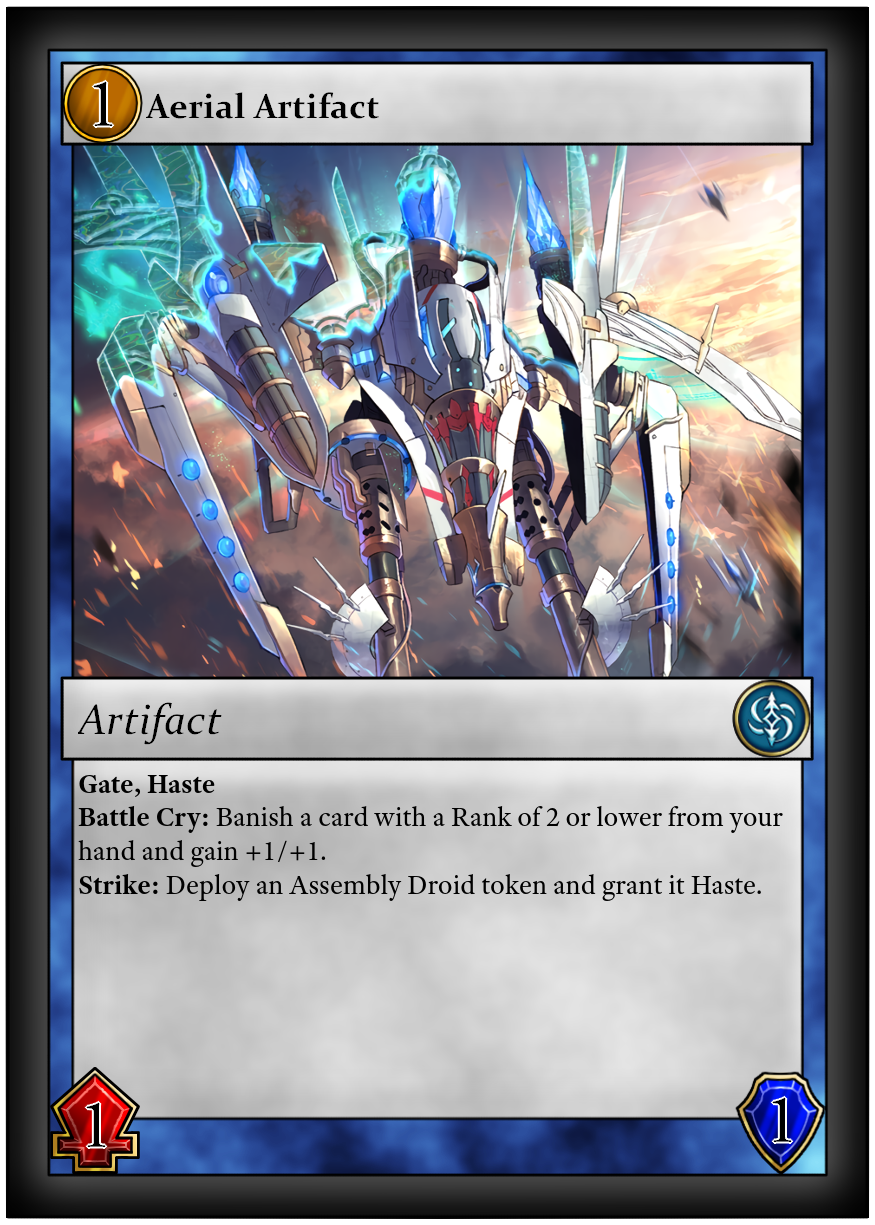 1
Aerial Artifact
Artifact
Gate, Haste
Battle Cry: Banish a card with a Rank of 2 or lower from your
hand and gain +1/+1.
Strike: Deploy an Assembly Droid token and grant it Haste.
1
1